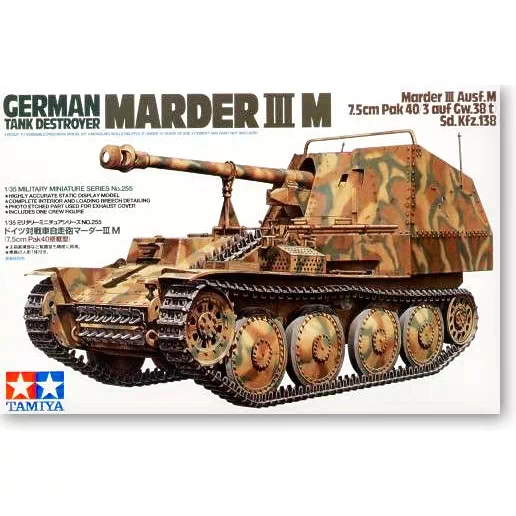 GERMAN
TANK DESTROYER
MARDER III M
Marder III Ausf.M
7.5cm Pak 40/3 auf Gw.38 t
Sd.Kfz.138
1/35 MILITARY MINIATURE SERIES No.255
● HIGHLY ACCURATE STATIC DISPLAY MODEL.
● COMPLETE INTERIOR AND LOADING BREECH DETAILING
● PHOTO ETCHED PART USED FOR EXHAUST COVER
● INCLUDES ONE CREW FIGURE
1/35 ミリタリーミニチュアシリーズ NO.255
ドイツ対戦車自走砲マーダーIII M
(7.5cm Pak40搭載型)
TAMIYA